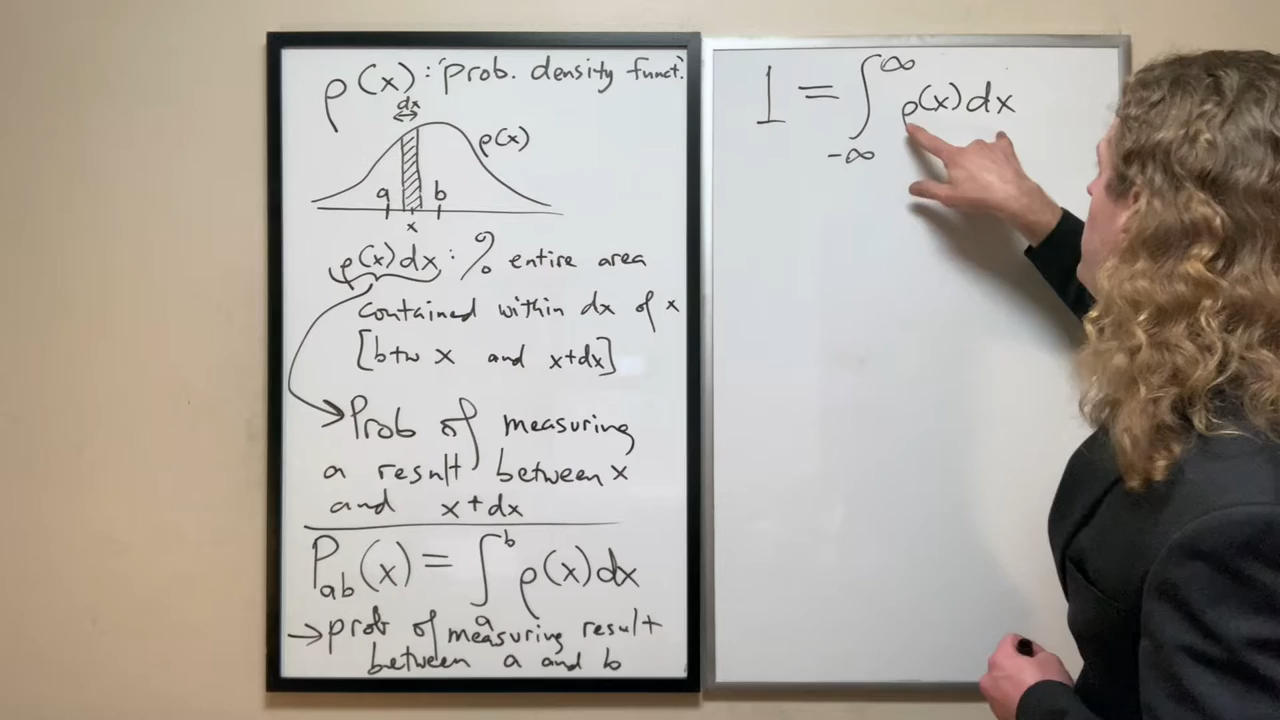 ρ(x): "prob. density funct."
dx
ρ(x)
a b
x
ρ(x)dx: % entire area
contained within dx of x
[btw x and x+dx]
→ Prob of measuring
a result between x
and x+dx
P_ab(x) = ∫_a^b ρ(x)dx
→ prob of measuring result
between a and b
1 = ∫_{-∞}^{∞} ρ(x)dx